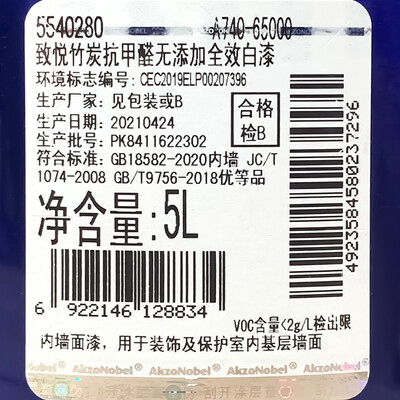 5540280 A740-65000
致悦竹炭抗甲醛无添加全效白漆
环境标志编号: CEC2019ELP00207396
生产厂家: 见包装或B
生产日期: 20210424
生产批号: PK8411622302
合格
检B
符合标准: GB18582-2020内墙 JC/T
1074-2008 GB/T9756-2018优等品
净含量:5L
4923584580237296
6 922146 128834
VOC含量<2g/L检出限
内墙面漆，用于装饰及保护室内基层墙面
AkzoNobel AkzoNobel AkzoNobel AkzoNobel
刮开涂层